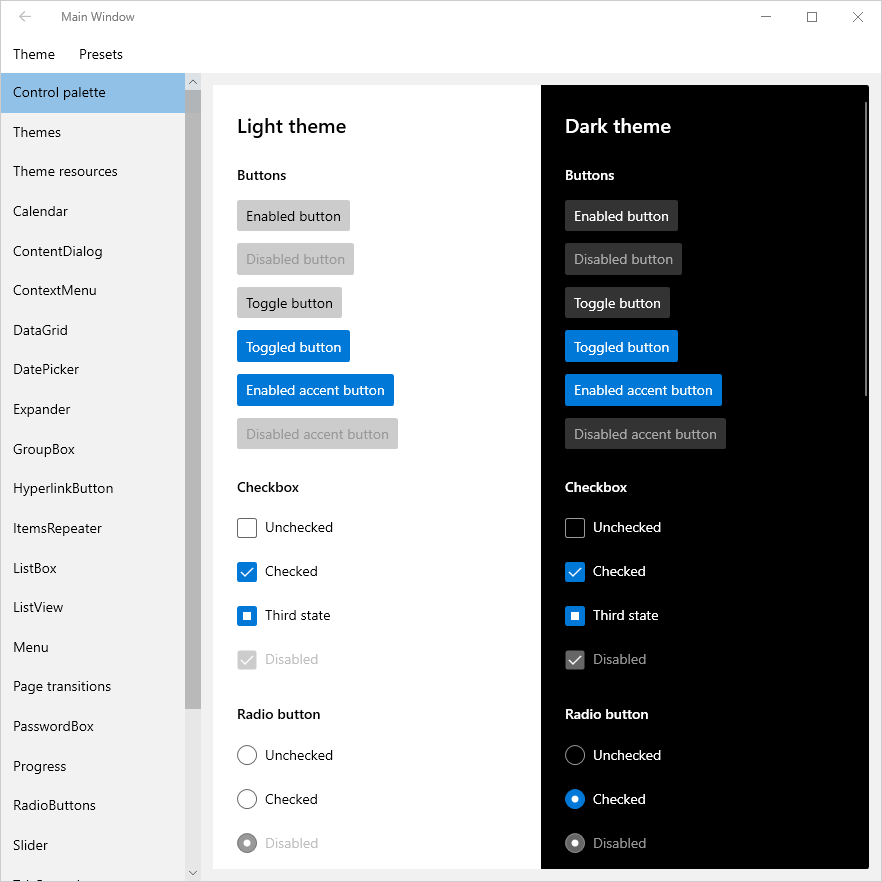 Main Window
Theme Presets
Control palette
Themes
Theme resources
Calendar
ContentDialog
ContextMenu
DataGrid
DatePicker
Expander
GroupBox
HyperlinkButton
ItemsRepeater
ListBox
ListView
Menu
Page transitions
PasswordBox
Progress
RadioButtons
Slider
Light theme
Buttons
Enabled button
Disabled button
Toggle button
Toggled button
Enabled accent button
Disabled accent button
Checkbox
Unchecked
Checked
Third state
Disabled
Radio button
Unchecked
Checked
Disabled
Dark theme
Buttons
Enabled button
Disabled button
Toggle button
Toggled button
Enabled accent button
Disabled accent button
Checkbox
Unchecked
Checked
Third state
Disabled
Radio button
Unchecked
Checked
Disabled